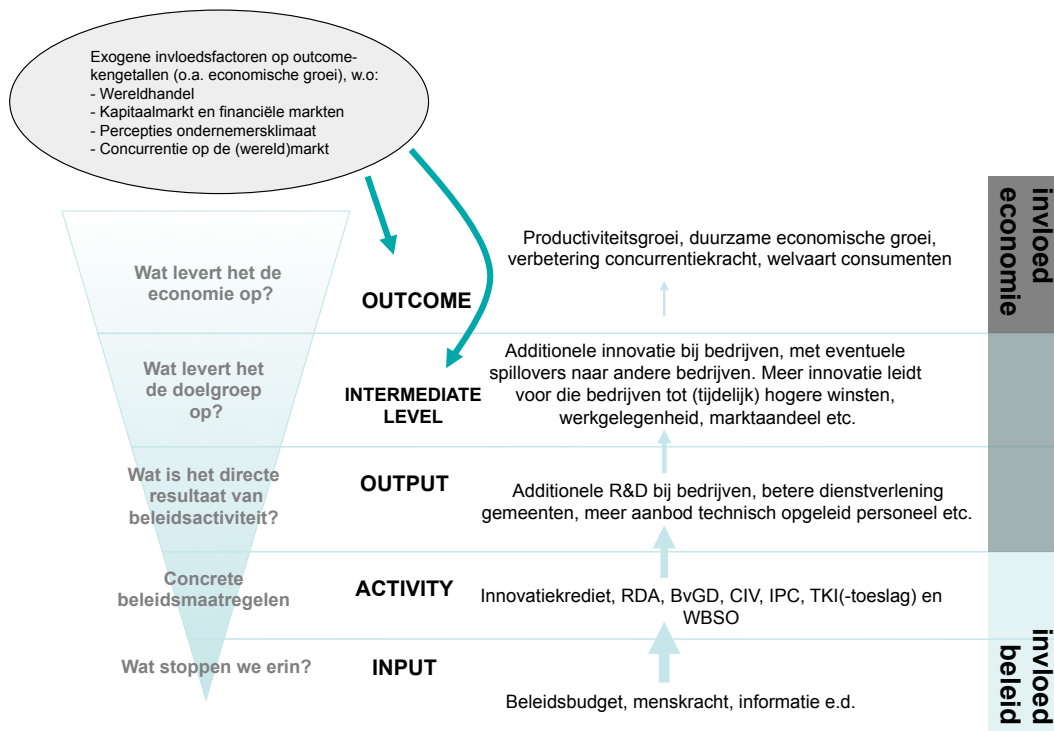 Exogene invloedsfactoren op outcome-
kengetallen (o.a. economische groei), w.o:
- Wereldhandel
- Kapitaalmarkt en financiële markten
- Percepties ondernemersklimaat
- Concurrentie op de (wereld)markt
Wat levert het de
economie op?
OUTCOME
Productiviteitsgroei, duurzame economische groei,
verbetering concurrentiekracht, welvaart consumenten
invloed
economie
Wat levert het
de doelgroep
op?
INTERMEDIATE
LEVEL
Additionele innovatie bij bedrijven, met eventuele
spillovers naar andere bedrijven. Meer innovatie leidt
voor die bedrijven tot (tijdelijk) hogere winsten,
werkgelegenheid, marktaandeel etc.
Wat is het directe
resultaat van
beleidsactiviteit?
OUTPUT
Additionele R&D bij bedrijven, betere dienstverlening
gemeenten, meer aanbod technisch opgeleid personeel etc.
Concrete
beleidsmaatregelen
ACTIVITY
Innovatiekrediet, RDA, BvGD, CIV, IPC, TKI(-toeslag) en
WBSO
Wat stoppen we erin?
INPUT
Beleidsbudget, menskracht, informatie e.d.
invloed
beleid